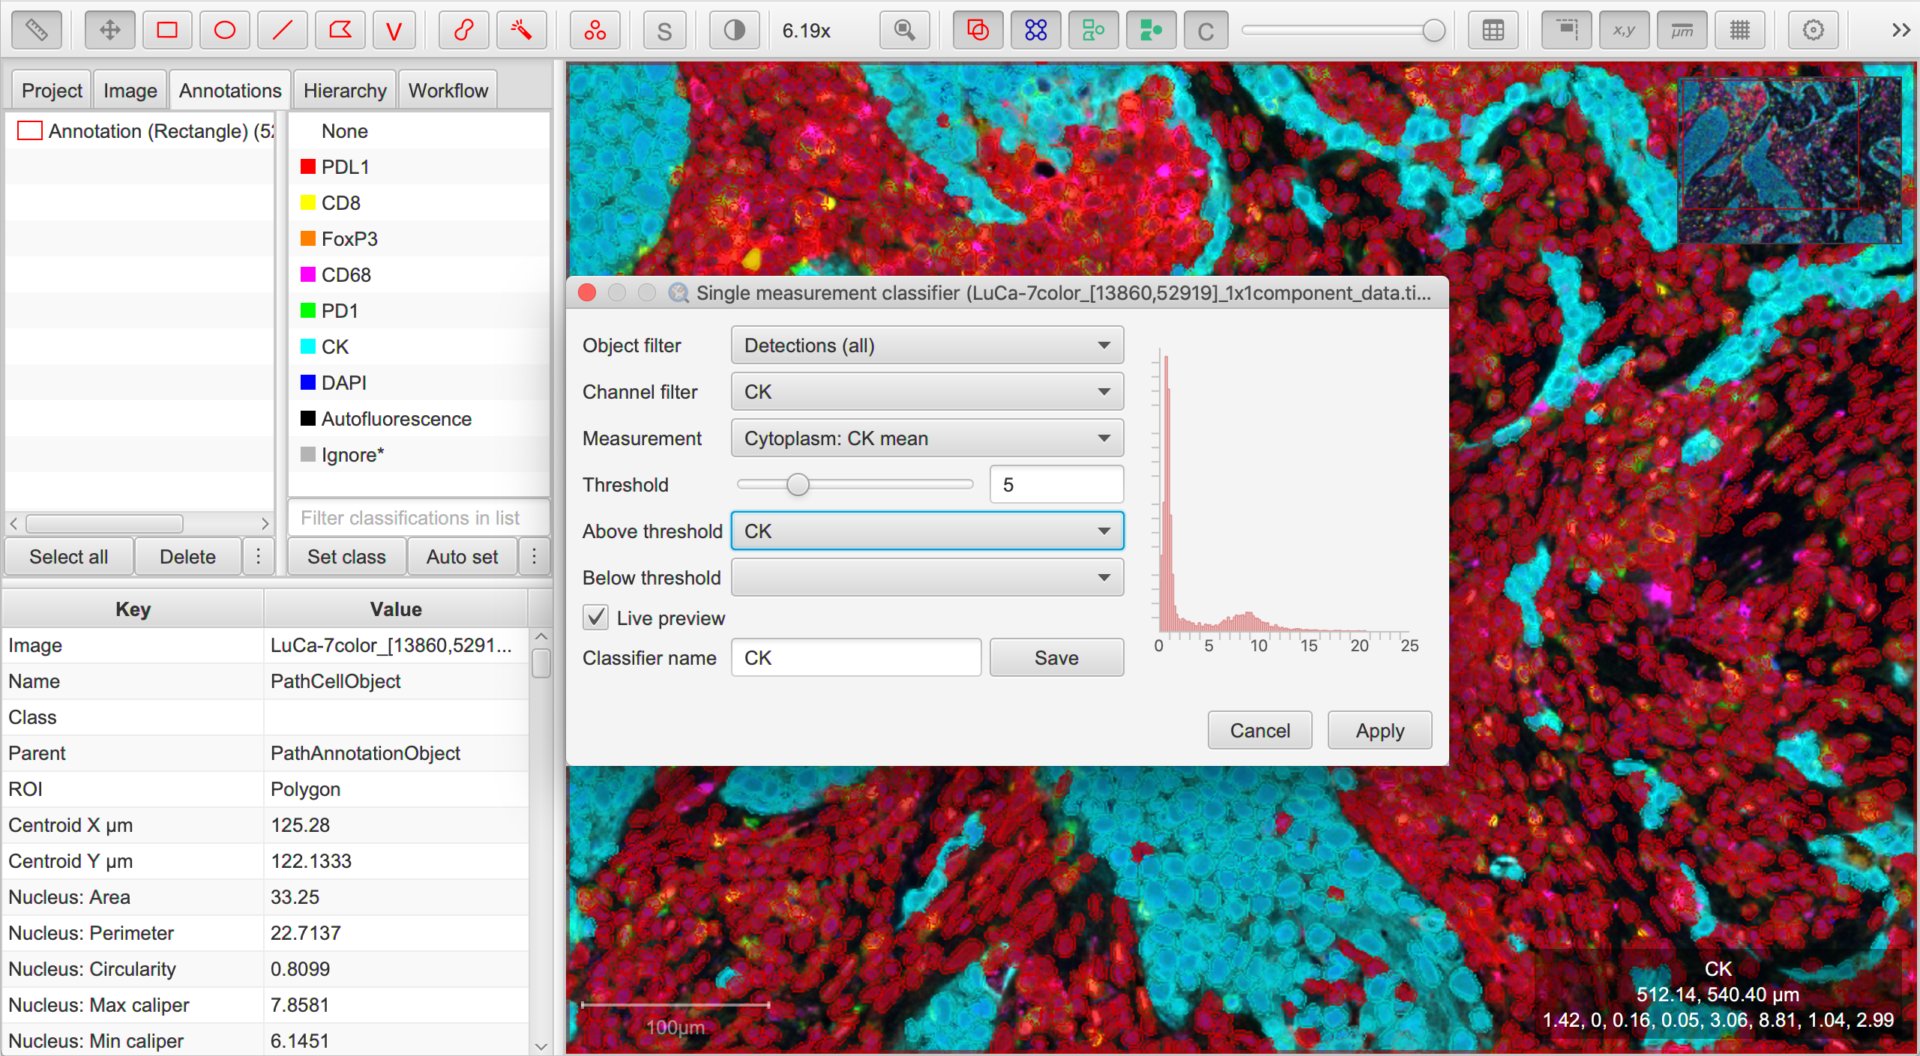 S
6.19x
C
x,y
µm
>>
Project
Image
Annotations
Hierarchy
Workflow
Annotation (Rectangle) (52
None
PDL1
CD8
FoxP3
CD68
PD1
CK
DAPI
Autofluorescence
Ignore*
Filter classifications in list
Select all
Delete
⋮
Set class
Auto set
⋮
Key Value
Image LuCa-7color_[13860,5291...
Name PathCellObject
Class
Parent PathAnnotationObject
ROI Polygon
Centroid X µm 125.28
Centroid Y µm 122.1333
Nucleus: Area 33.25
Nucleus: Perimeter 22.7137
Nucleus: Circularity 0.8099
Nucleus: Max caliper 7.8581
Nucleus: Min caliper 6.1451
Single measurement classifier (LuCa-7color_[13860,52919]_1x1component_data.ti...
Object filter Detections (all)
Channel filter CK
Measurement Cytoplasm: CK mean
Threshold 5
Above threshold CK
Below threshold
Live preview
Classifier name CK Save
0 5 10 15 20 25
Cancel Apply
100µm
CK
512.14, 540.40 µm
1.42, 0, 0.16, 0.05, 3.06, 8.81, 1.04, 2.99